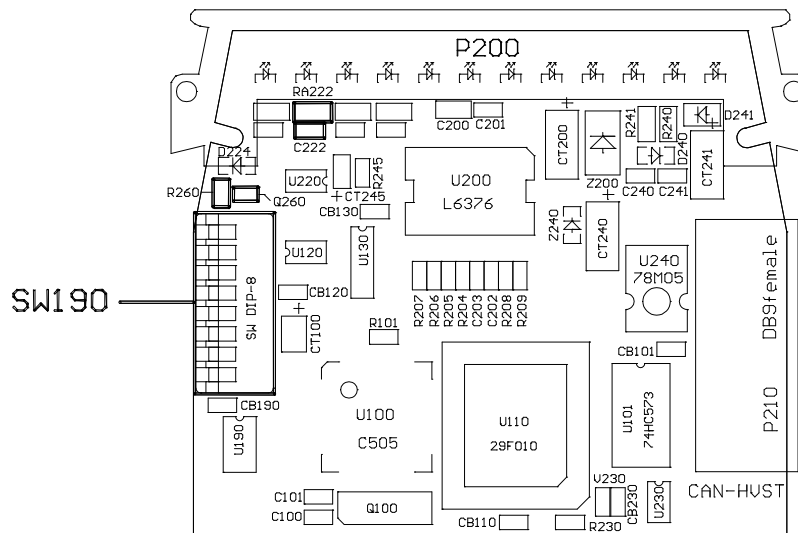 P200
RA222
C222
C200
C201
CT200
Z200
R241
R240
D240
D241
CT241
C240
C241
D224
R260
Q260
U220
CT245
R245
CB130
U200
L6376
Z240
CT240
U120
U130
CB120
CT100
SW190
SW DIP-8
R207
R206
R205
R204
C203
C202
R208
R209
U240
78M05
DB9female
P210
R101
CB101
U100
C505
U110
29F010
U101
74HC573
CB190
U190
CAN-HVST
C101
C100
Q100
CB110
V230
CB230
U230
R230